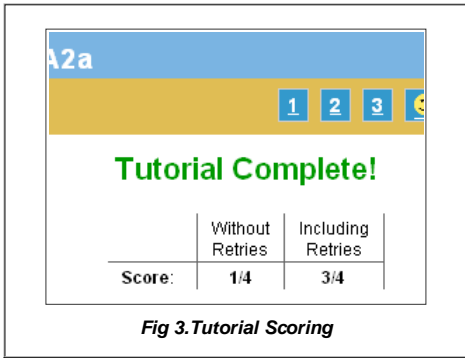 A2a
1 2 3
Tutorial Complete!
Without Including
Retries Retries
Score: 1/4 3/4
Fig 3.Tutorial Scoring